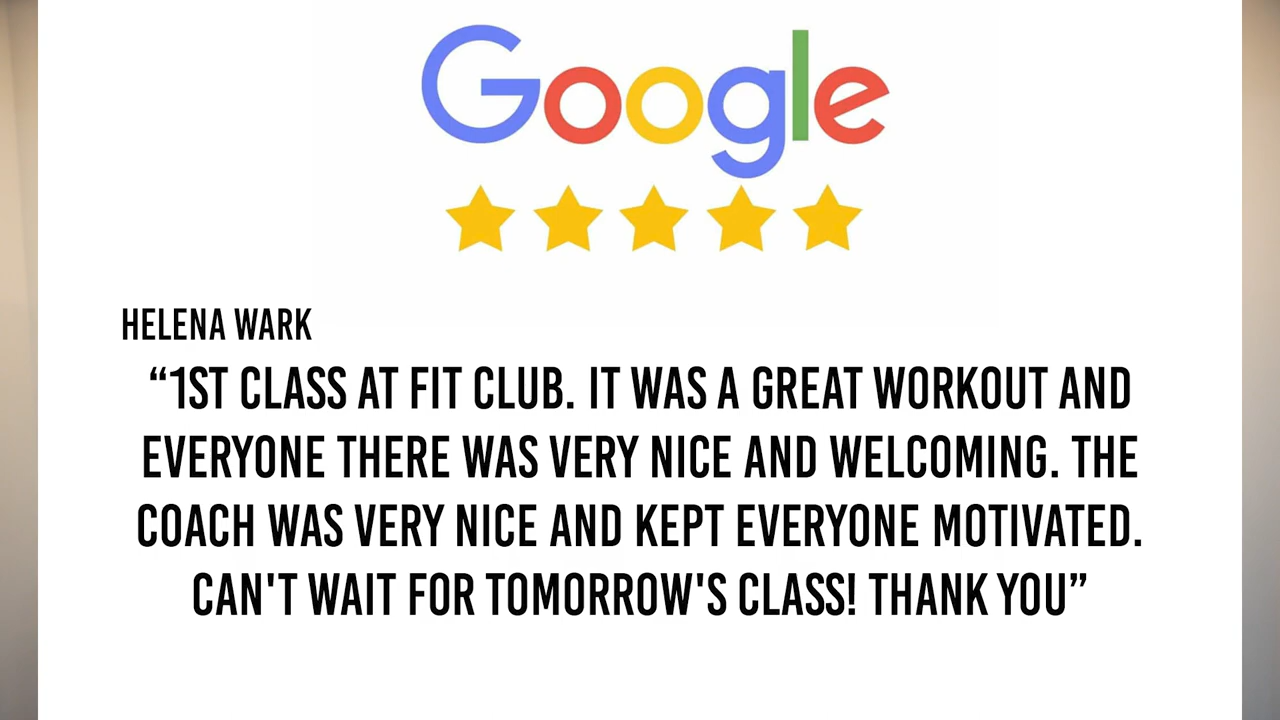 Google
HELENA WARK
“1ST CLASS AT FIT CLUB. IT WAS A GREAT WORKOUT AND
EVERYONE THERE WAS VERY NICE AND WELCOMING. THE
COACH WAS VERY NICE AND KEPT EVERYONE MOTIVATED.
CAN'T WAIT FOR TOMORROW'S CLASS! THANK YOU”